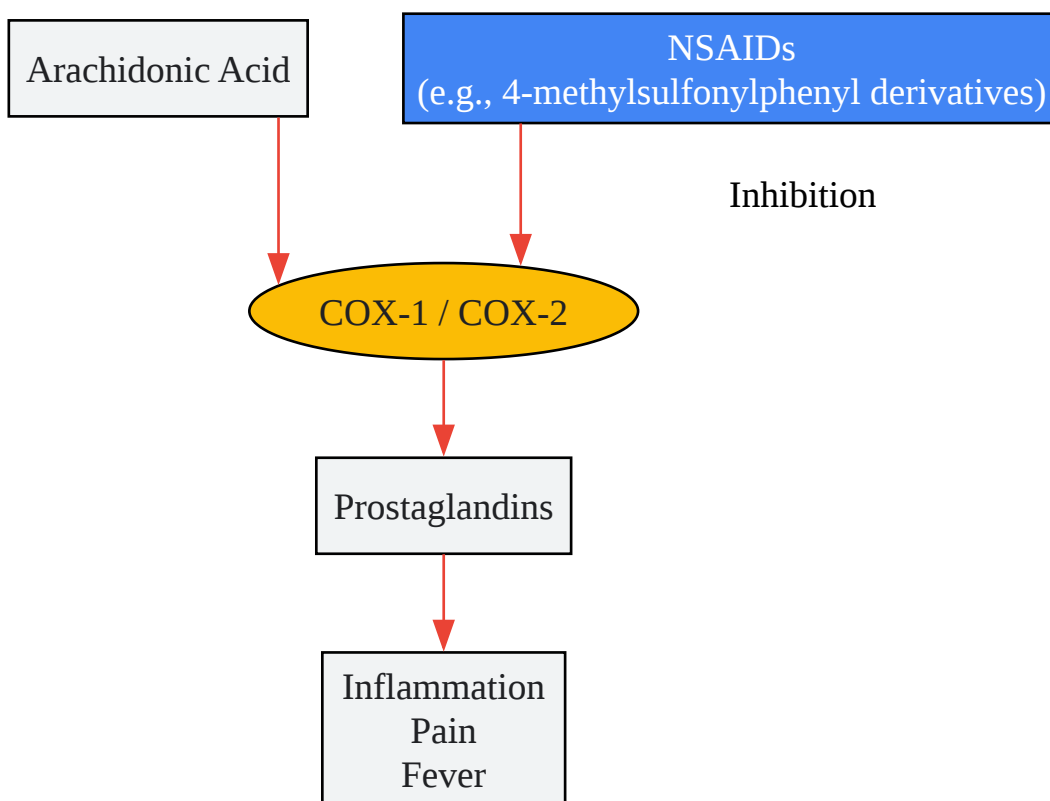 Arachidonic Acid
NSAIDs
(e.g., 4-methylsulfonylphenyl derivatives)
Inhibition
COX-1 / COX-2
Prostaglandins
Inflammation
Pain
Fever